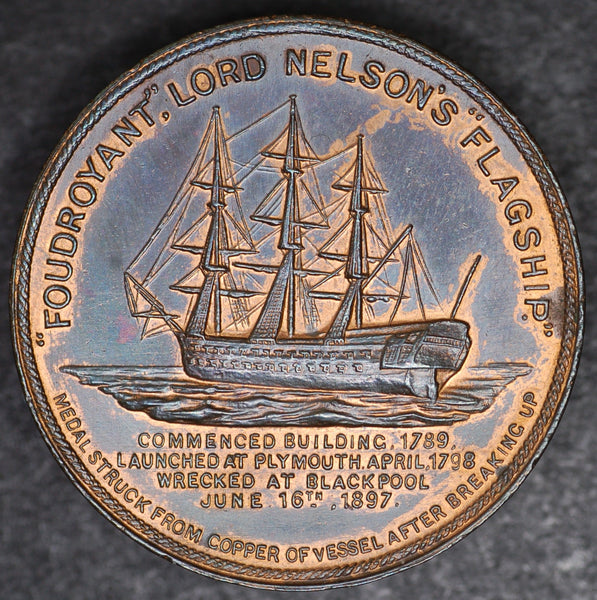 "FOUDROYANT", LORD NELSON'S "FLAGSHIP."
COMMENCED BUILDING, 1789,
LAUNCHED AT PLYMOUTH, APRIL, 1798
WRECKED AT BLACKPOOL
JUNE 16TH, 1897.
MEDAL STRUCK FROM COPPER OF VESSEL AFTER BREAKING UP